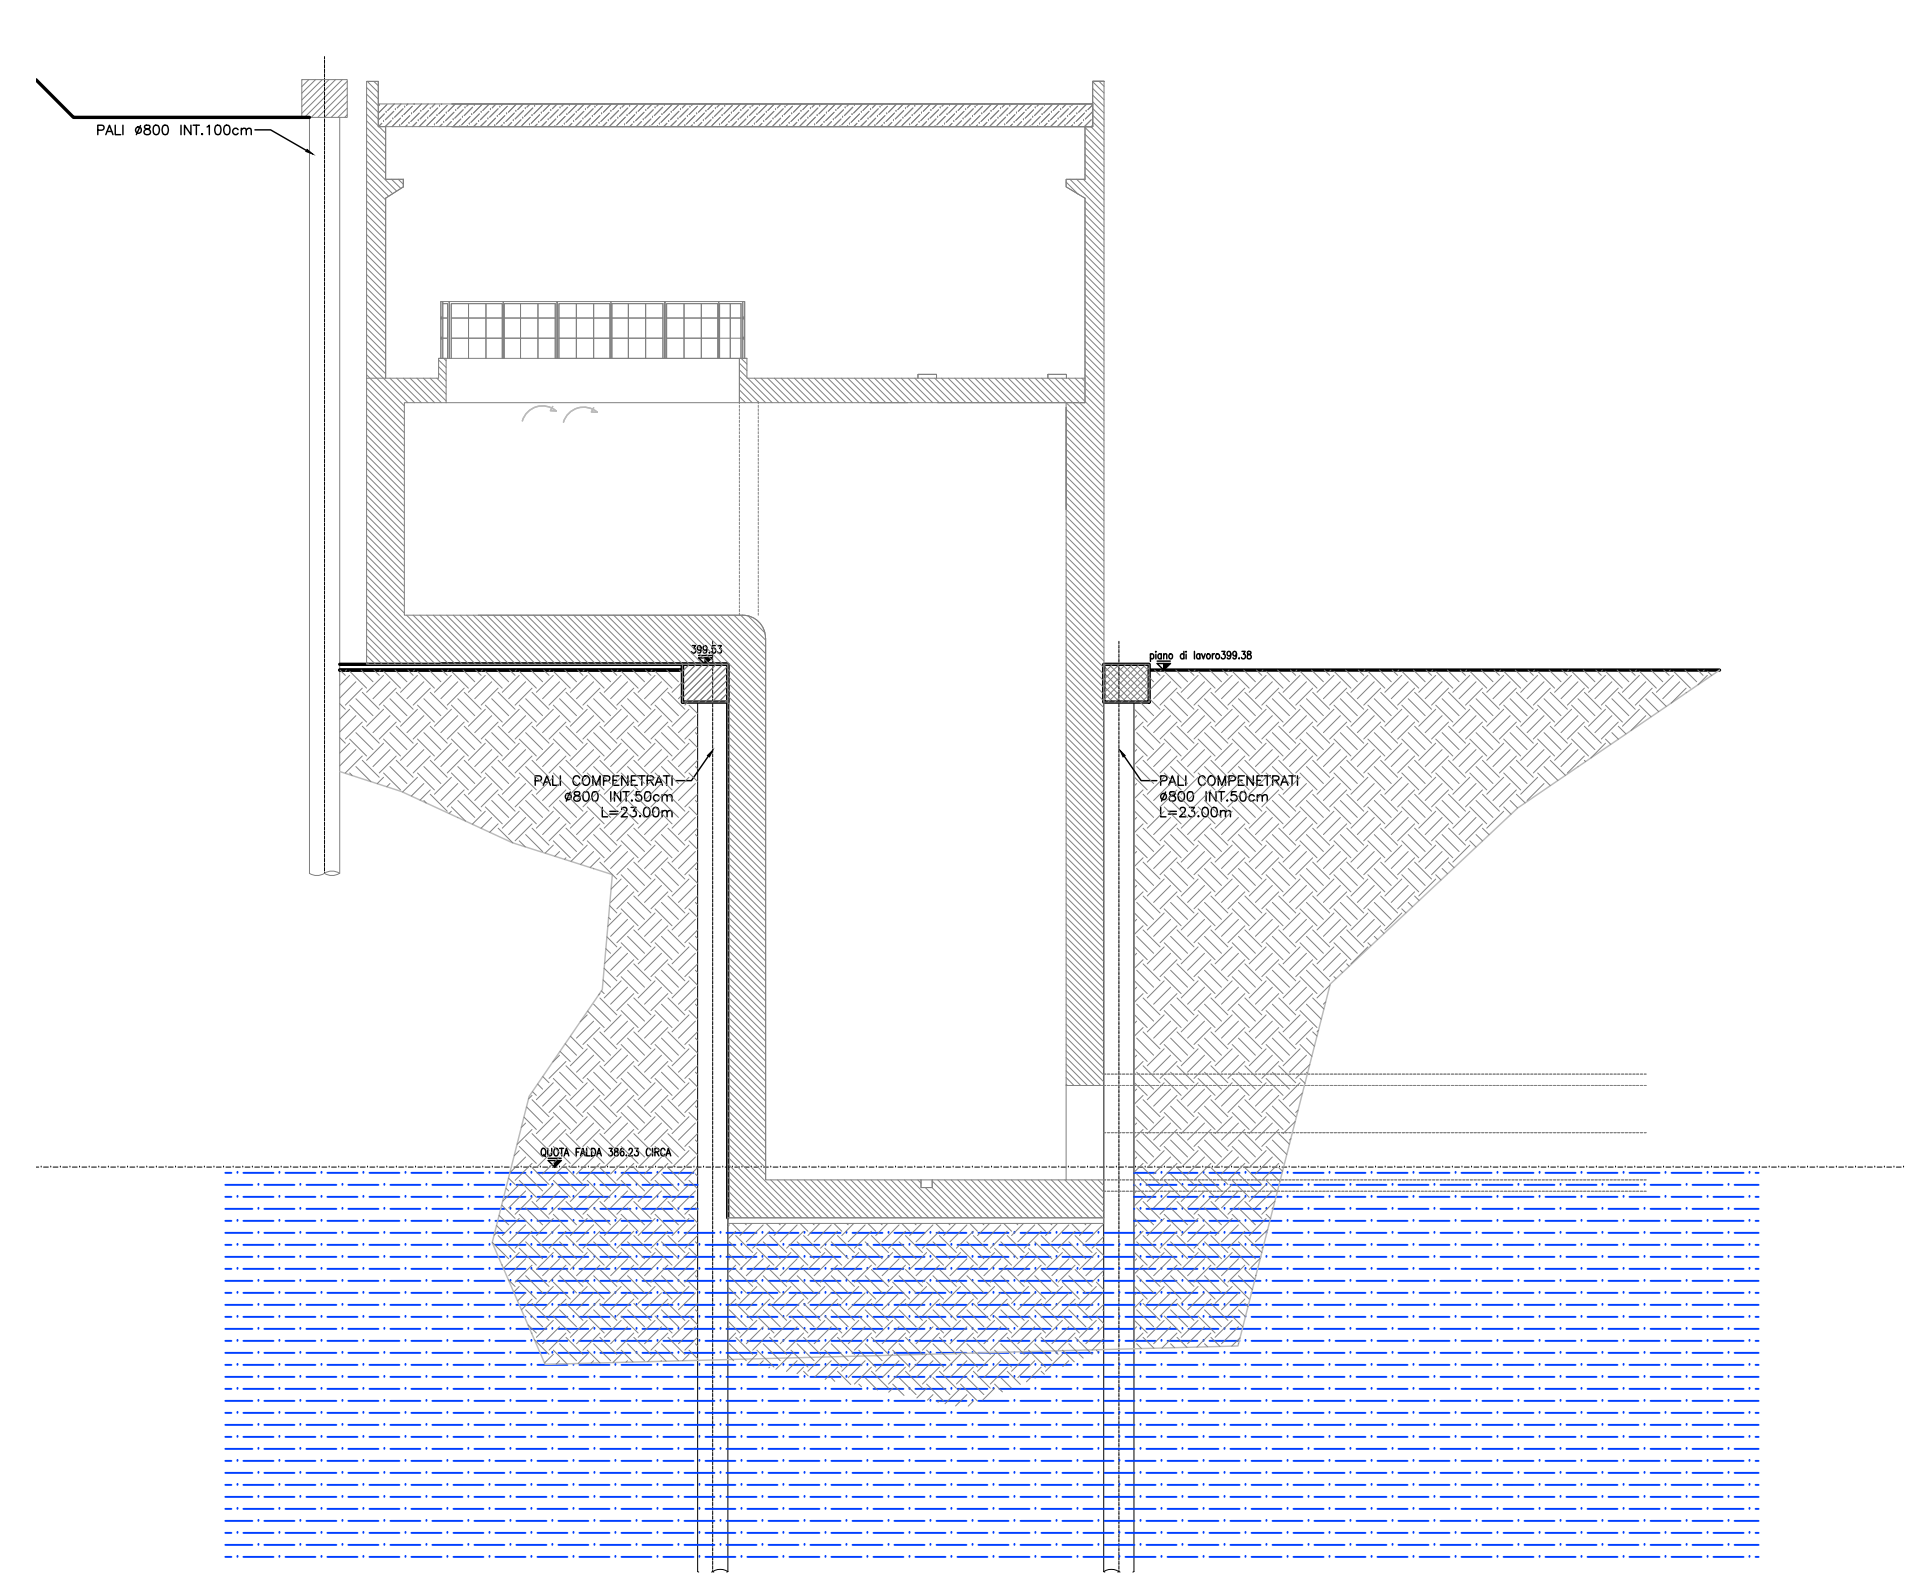 PALI ø800 INT.100cm
399.53
piano di lavoro399.38
PALI COMPENETRATI
ø800 INT.50cm
L=23.00m
PALI COMPENETRATI
ø800 INT.50cm
L=23.00m
QUOTA FALDA 386.23 CIRCA